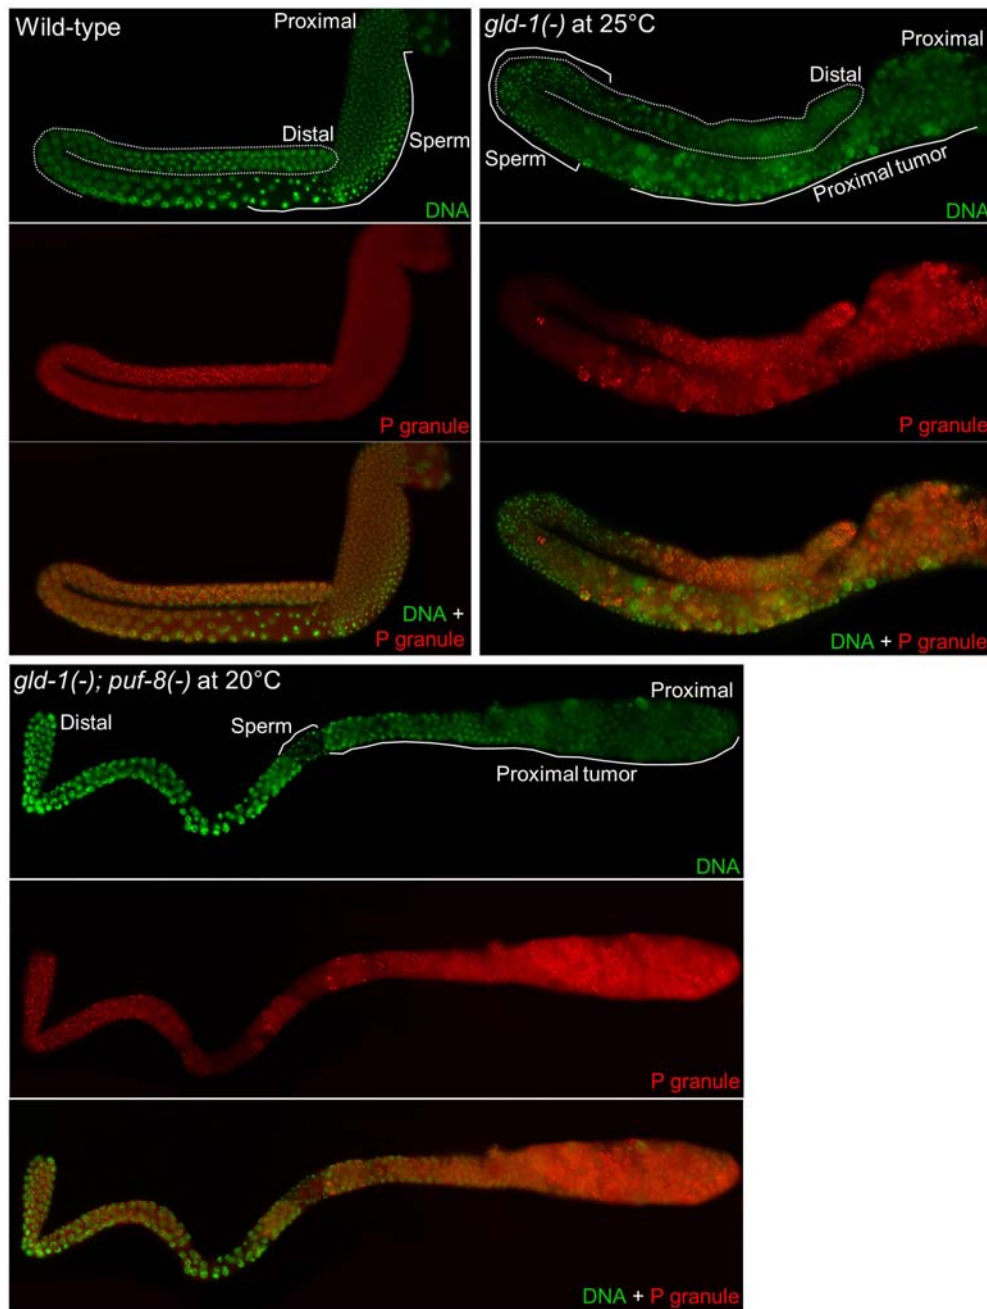 Wild-type
Proximal
Distal
Sperm
DNA
P granule
DNA +
P granule
gld-1(-) at 25°C
Proximal
Distal
Sperm
Proximal tumor
DNA
P granule
DNA + P granule
gld-1(-); puf-8(-) at 20°C
Proximal
Distal
Sperm
Proximal tumor
DNA
P granule
DNA + P granule